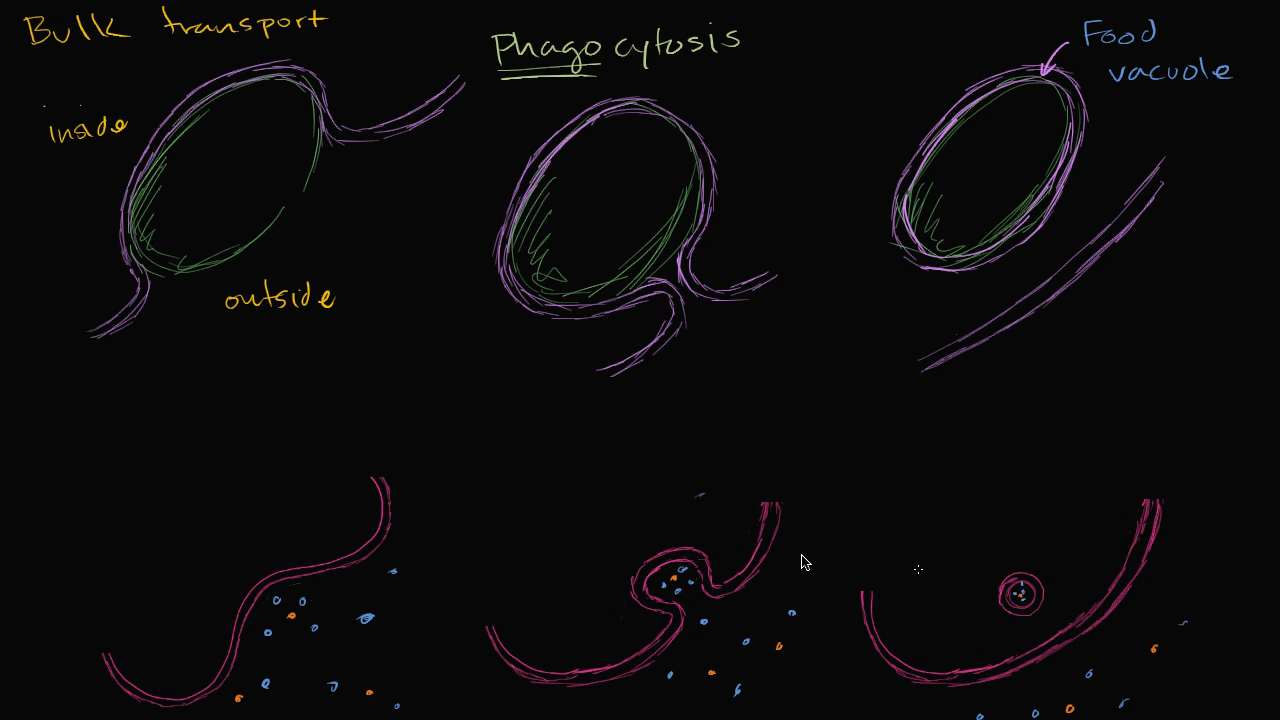 Bulk transport
Phagocytosis
Food
vacuole
inside
outside